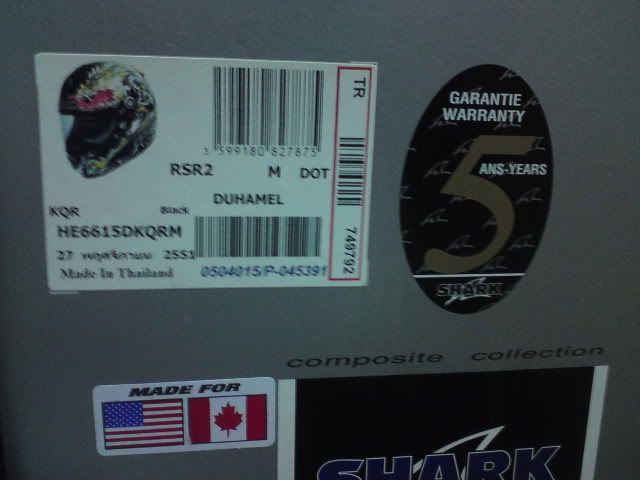 3 599180 827875
TR
RSR2 M DOT
DUHAMEL
KQR Black
HE6615DKQRM
27 พฤศจิกายน 2551
Made In Thailand
0504015/P-045391
749792
GARANTIE
WARRANTY
5
ANS-YEARS
SHARK
composite collection
MADE FOR
SHARK